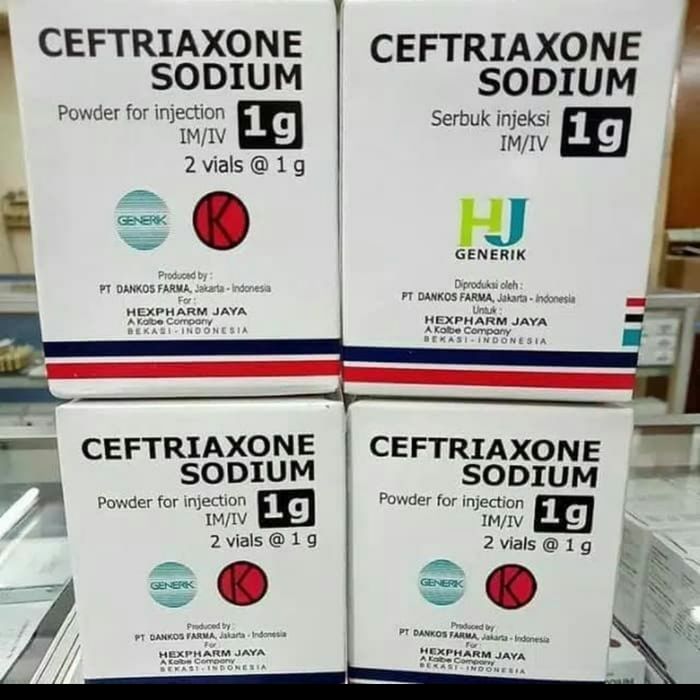 CEFTRIAXONE
SODIUM
Powder for injection
IM/IV
1g
2 vials @ 1 g
GENERIK
K
Produced by :
PT DANKOS FARMA, Jakarta - Indonesia
For :
HEXPHARM JAYA
A Kalbe Company
BEKASI - INDONESIA
CEFTRIAXONE
SODIUM
Serbuk injeksi
IM/IV
1g
HJ
GENERIK
Diproduksi oleh :
PT DANKOS FARMA, Jakarta - Indonesia
Untuk :
HEXPHARM JAYA
A Kalbe Company
BEKASI - INDONESIA
CEFTRIAXONE
SODIUM
Powder for injection
IM/IV
1g
2 vials @ 1 g
GENERIK
K
Produced by :
PT DANKOS FARMA, Jakarta - Indonesia
For :
HEXPHARM JAYA
A Kalbe Company
BEKASI - INDONESIA
CEFTRIAXONE
SODIUM
Powder for injection
IM/IV
1g
2 vials @ 1 g
GENERIK
K
Produced by :
PT DANKOS FARMA, Jakarta - Indonesia
For :
HEXPHARM JAYA
A Kalbe Company
BEKASI - INDONESIA